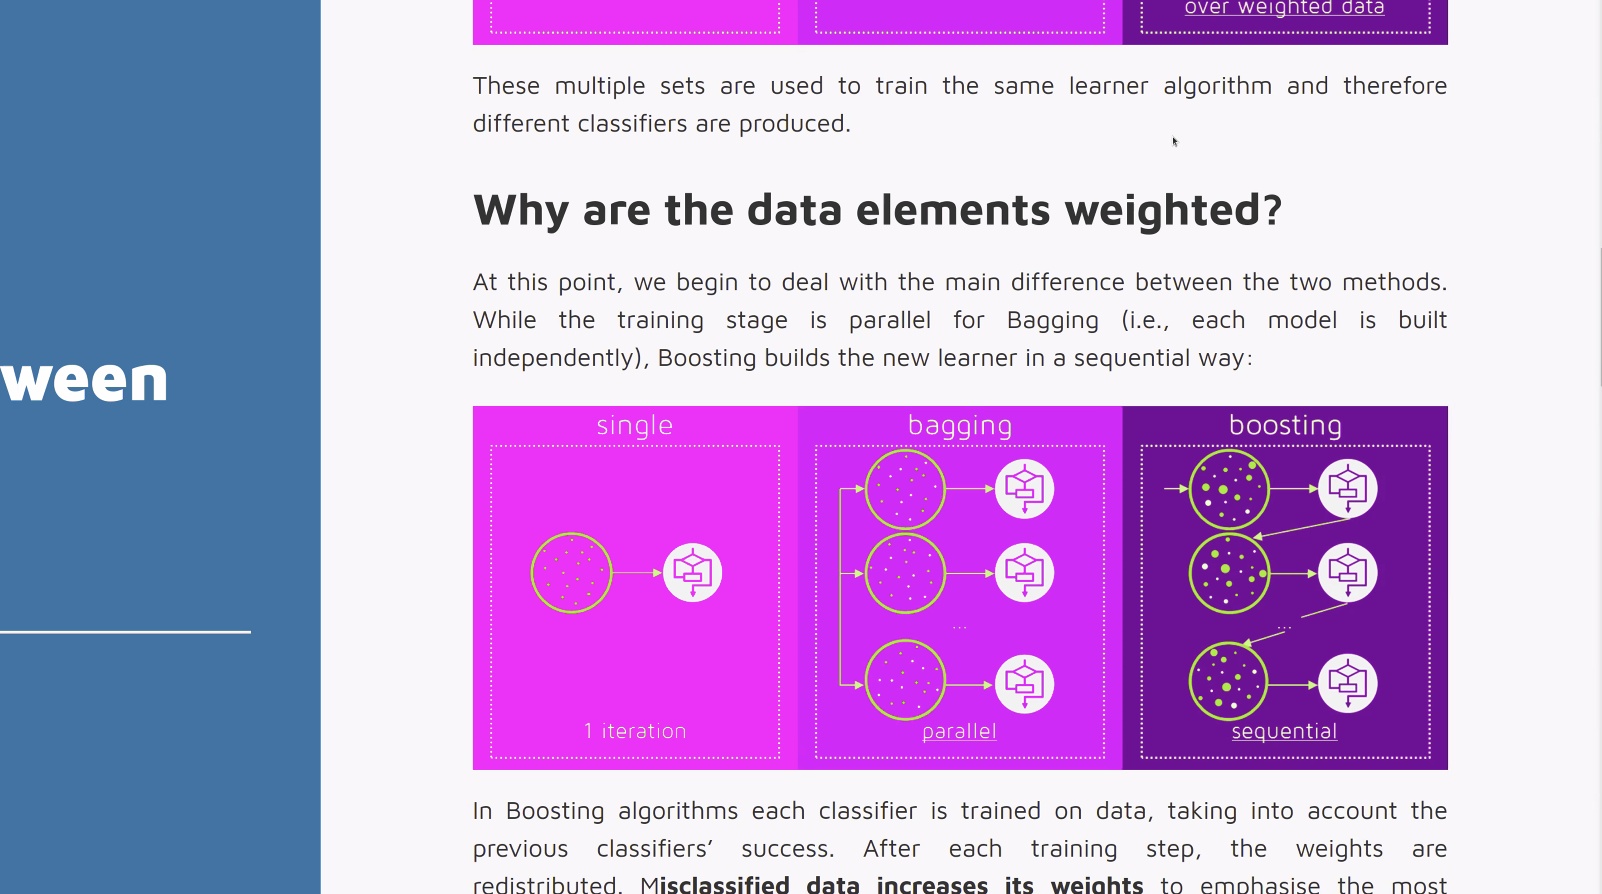 over weighted data
These multiple sets are used to train the same learner algorithm and therefore
different classifiers are produced.
Why are the data elements weighted?
At this point, we begin to deal with the main difference between the two methods.
While the training stage is parallel for Bagging (i.e., each model is built
independently), Boosting builds the new learner in a sequential way:
ween
single
bagging
boosting
...
...
1 iteration
parallel
sequential
In Boosting algorithms each classifier is trained on data, taking into account the
previous classifiers’ success. After each training step, the weights are
redistributed. Misclassified data increases its weights to emphasise the most